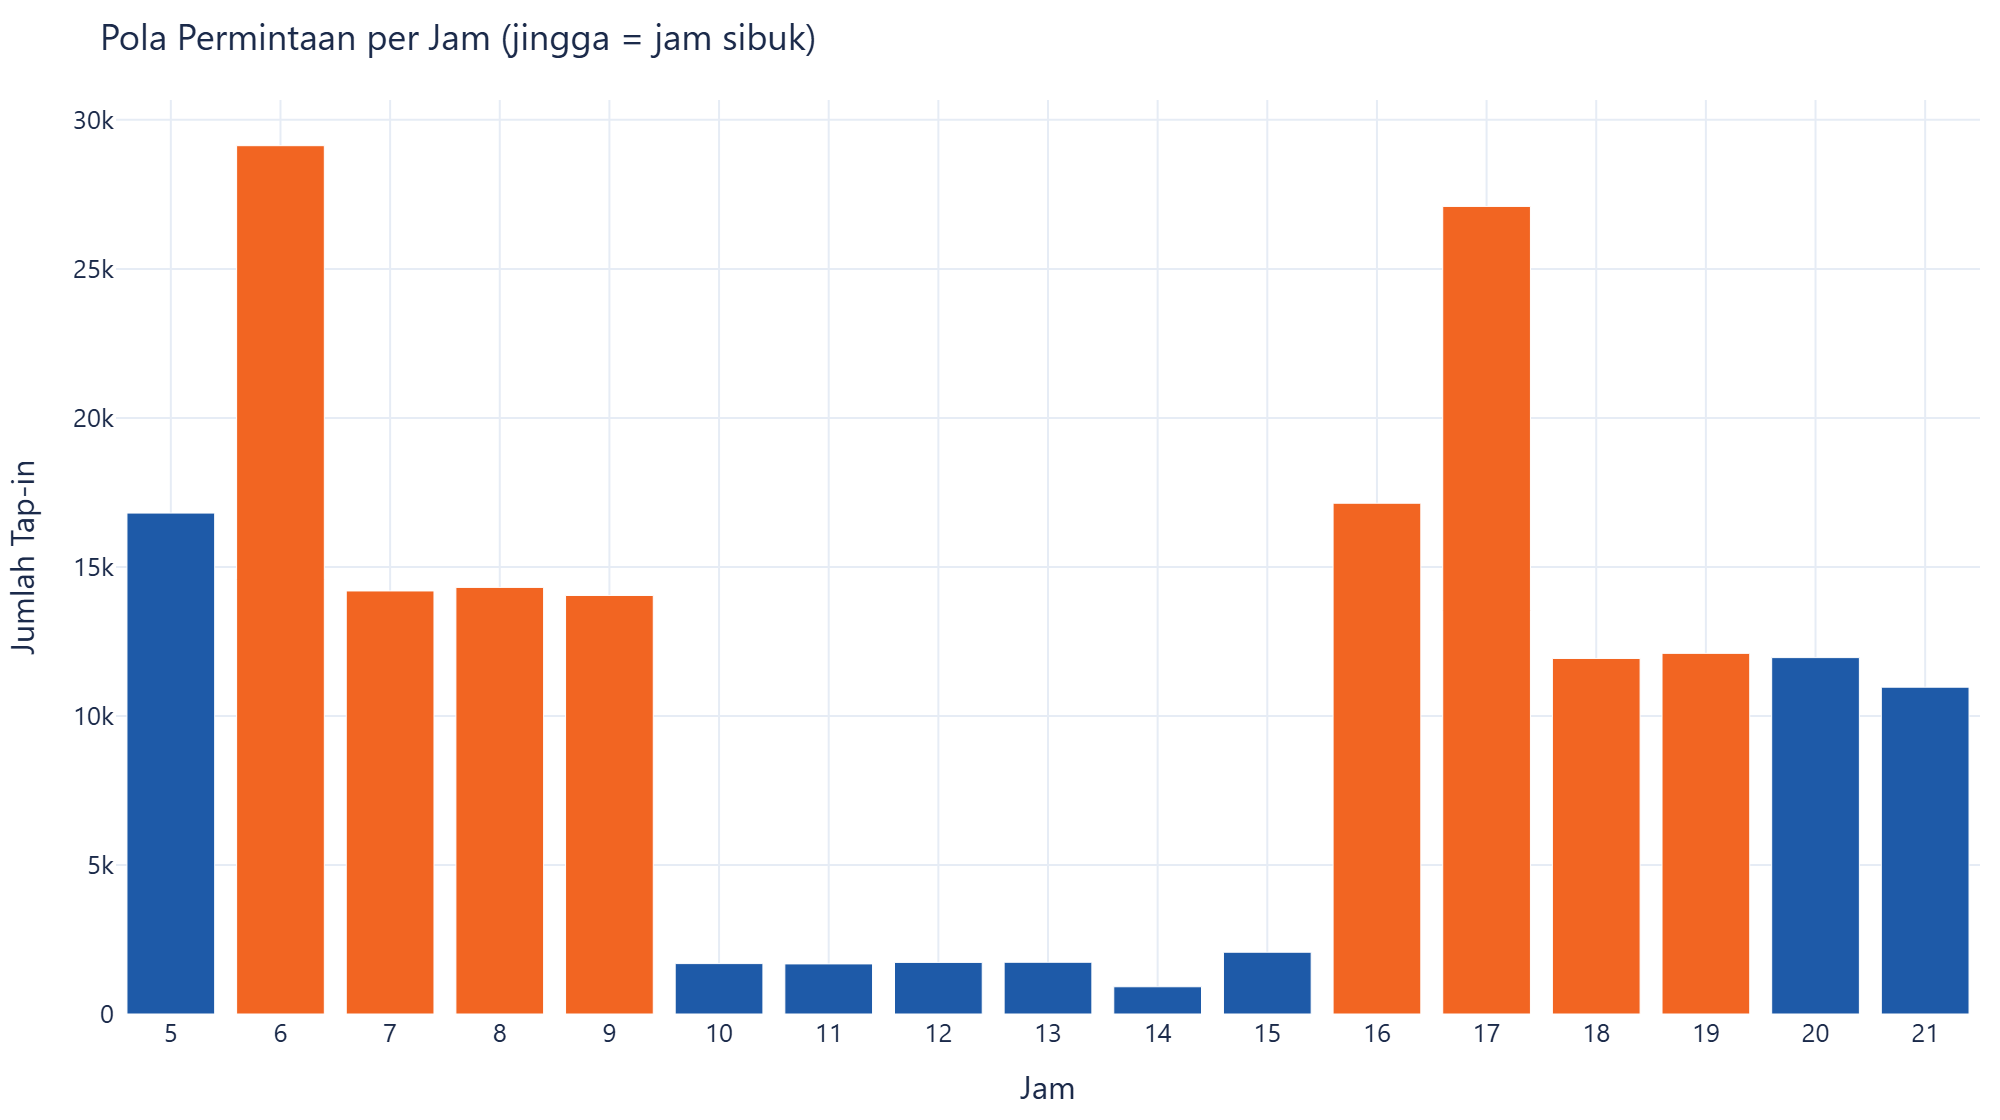 Pola Permintaan per Jam (jingga = jam sibuk)
Jumlah Tap-in
30k
25k
20k
15k
10k
5k
0
5 6 7 8 9 10 11 12 13 14 15 16 17 18 19 20 21
Jam